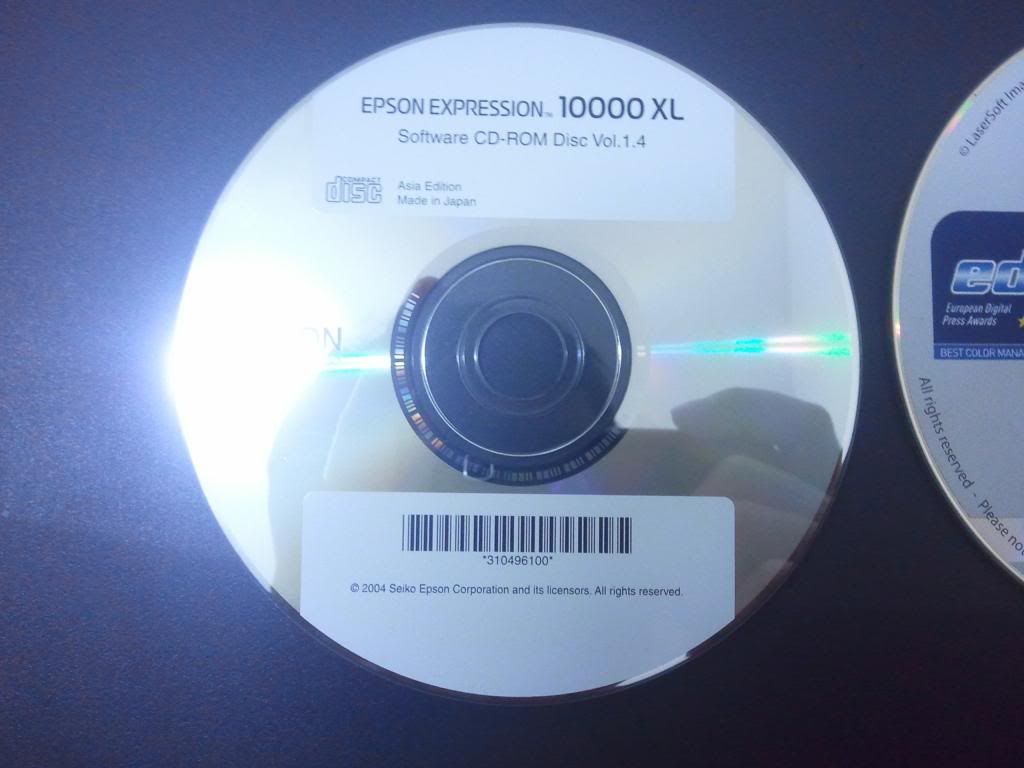 EPSON EXPRESSION™ 10000 XL
Software CD-ROM Disc Vol.1.4
COMPACT
disc
Asia Edition
Made in Japan
ON
*310496100*
© 2004 Seiko Epson Corporation and its licensors. All rights reserved.
© LaserSoft Ima
ed
European Digital
Press Awards
BEST COLOR MANA
All rights reserved - Please no